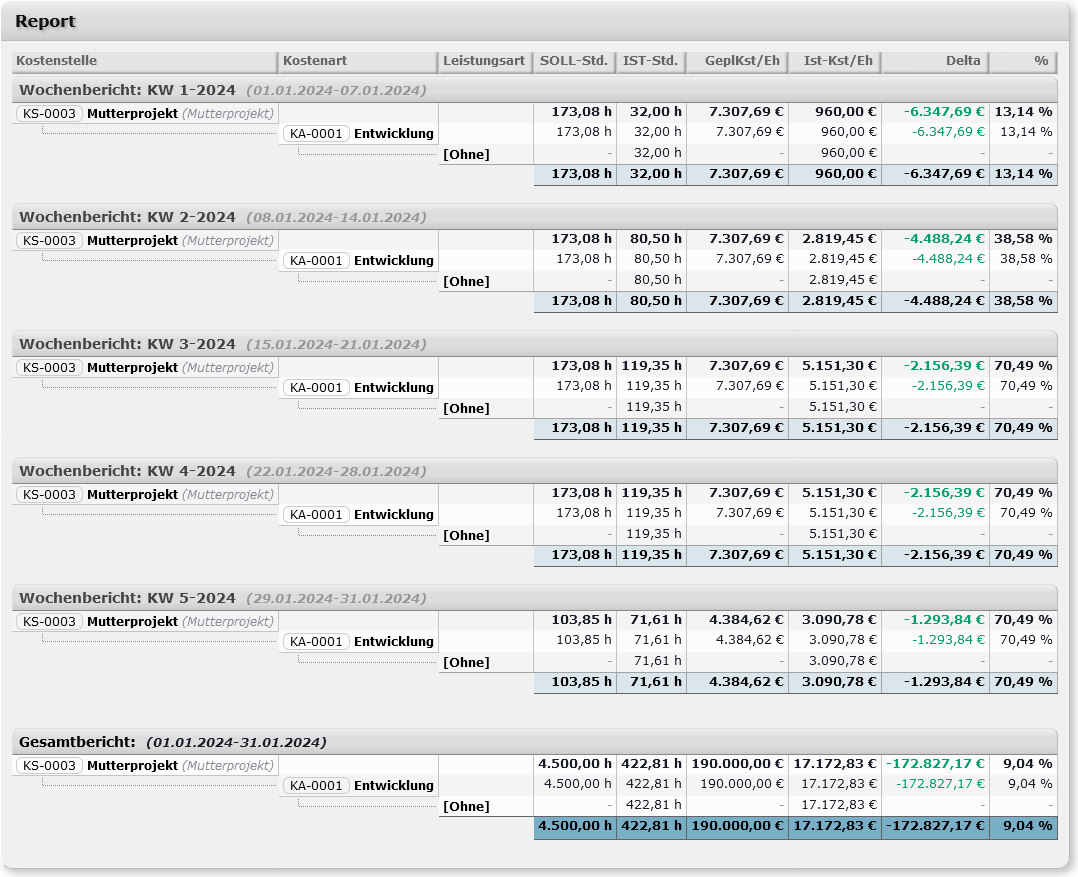 Report
Kostenstelle Kostenart Leistungsart SOLL-Std. IST-Std. GeplKst/Eh Ist-Kst/Eh Delta %
Wochenbericht: KW 1-2024 (01.01.2024-07.01.2024)
KS-0003 Mutterprojekt (Mutterprojekt) 173,08 h 32,00 h 7.307,69 € 960,00 € -6.347,69 € 13,14 %
KA-0001 Entwicklung 173,08 h 32,00 h 7.307,69 € 960,00 € -6.347,69 € 13,14 %
[Ohne] - 32,00 h - 960,00 € - -
173,08 h 32,00 h 7.307,69 € 960,00 € -6.347,69 € 13,14 %
Wochenbericht: KW 2-2024 (08.01.2024-14.01.2024)
KS-0003 Mutterprojekt (Mutterprojekt) 173,08 h 80,50 h 7.307,69 € 2.819,45 € -4.488,24 € 38,58 %
KA-0001 Entwicklung 173,08 h 80,50 h 7.307,69 € 2.819,45 € -4.488,24 € 38,58 %
[Ohne] - 80,50 h - 2.819,45 € - -
173,08 h 80,50 h 7.307,69 € 2.819,45 € -4.488,24 € 38,58 %
Wochenbericht: KW 3-2024 (15.01.2024-21.01.2024)
KS-0003 Mutterprojekt (Mutterprojekt) 173,08 h 119,35 h 7.307,69 € 5.151,30 € -2.156,39 € 70,49 %
KA-0001 Entwicklung 173,08 h 119,35 h 7.307,69 € 5.151,30 € -2.156,39 € 70,49 %
[Ohne] - 119,35 h - 5.151,30 € - -
173,08 h 119,35 h 7.307,69 € 5.151,30 € -2.156,39 € 70,49 %
Wochenbericht: KW 4-2024 (22.01.2024-28.01.2024)
KS-0003 Mutterprojekt (Mutterprojekt) 173,08 h 119,35 h 7.307,69 € 5.151,30 € -2.156,39 € 70,49 %
KA-0001 Entwicklung 173,08 h 119,35 h 7.307,69 € 5.151,30 € -2.156,39 € 70,49 %
[Ohne] - 119,35 h - 5.151,30 € - -
173,08 h 119,35 h 7.307,69 € 5.151,30 € -2.156,39 € 70,49 %
Wochenbericht: KW 5-2024 (29.01.2024-31.01.2024)
KS-0003 Mutterprojekt (Mutterprojekt) 103,85 h 71,61 h 4.384,62 € 3.090,78 € -1.293,84 € 70,49 %
KA-0001 Entwicklung 103,85 h 71,61 h 4.384,62 € 3.090,78 € -1.293,84 € 70,49 %
[Ohne] - 71,61 h - 3.090,78 € - -
103,85 h 71,61 h 4.384,62 € 3.090,78 € -1.293,84 € 70,49 %
Gesamtbericht: (01.01.2024-31.01.2024)
KS-0003 Mutterprojekt (Mutterprojekt) 4.500,00 h 422,81 h 190.000,00 € 17.172,83 € -172.827,17 € 9,04 %
KA-0001 Entwicklung 4.500,00 h 422,81 h 190.000,00 € 17.172,83 € -172.827,17 € 9,04 %
[Ohne] - 422,81 h - 17.172,83 € - -
4.500,00 h 422,81 h 190.000,00 € 17.172,83 € -172.827,17 € 9,04 %